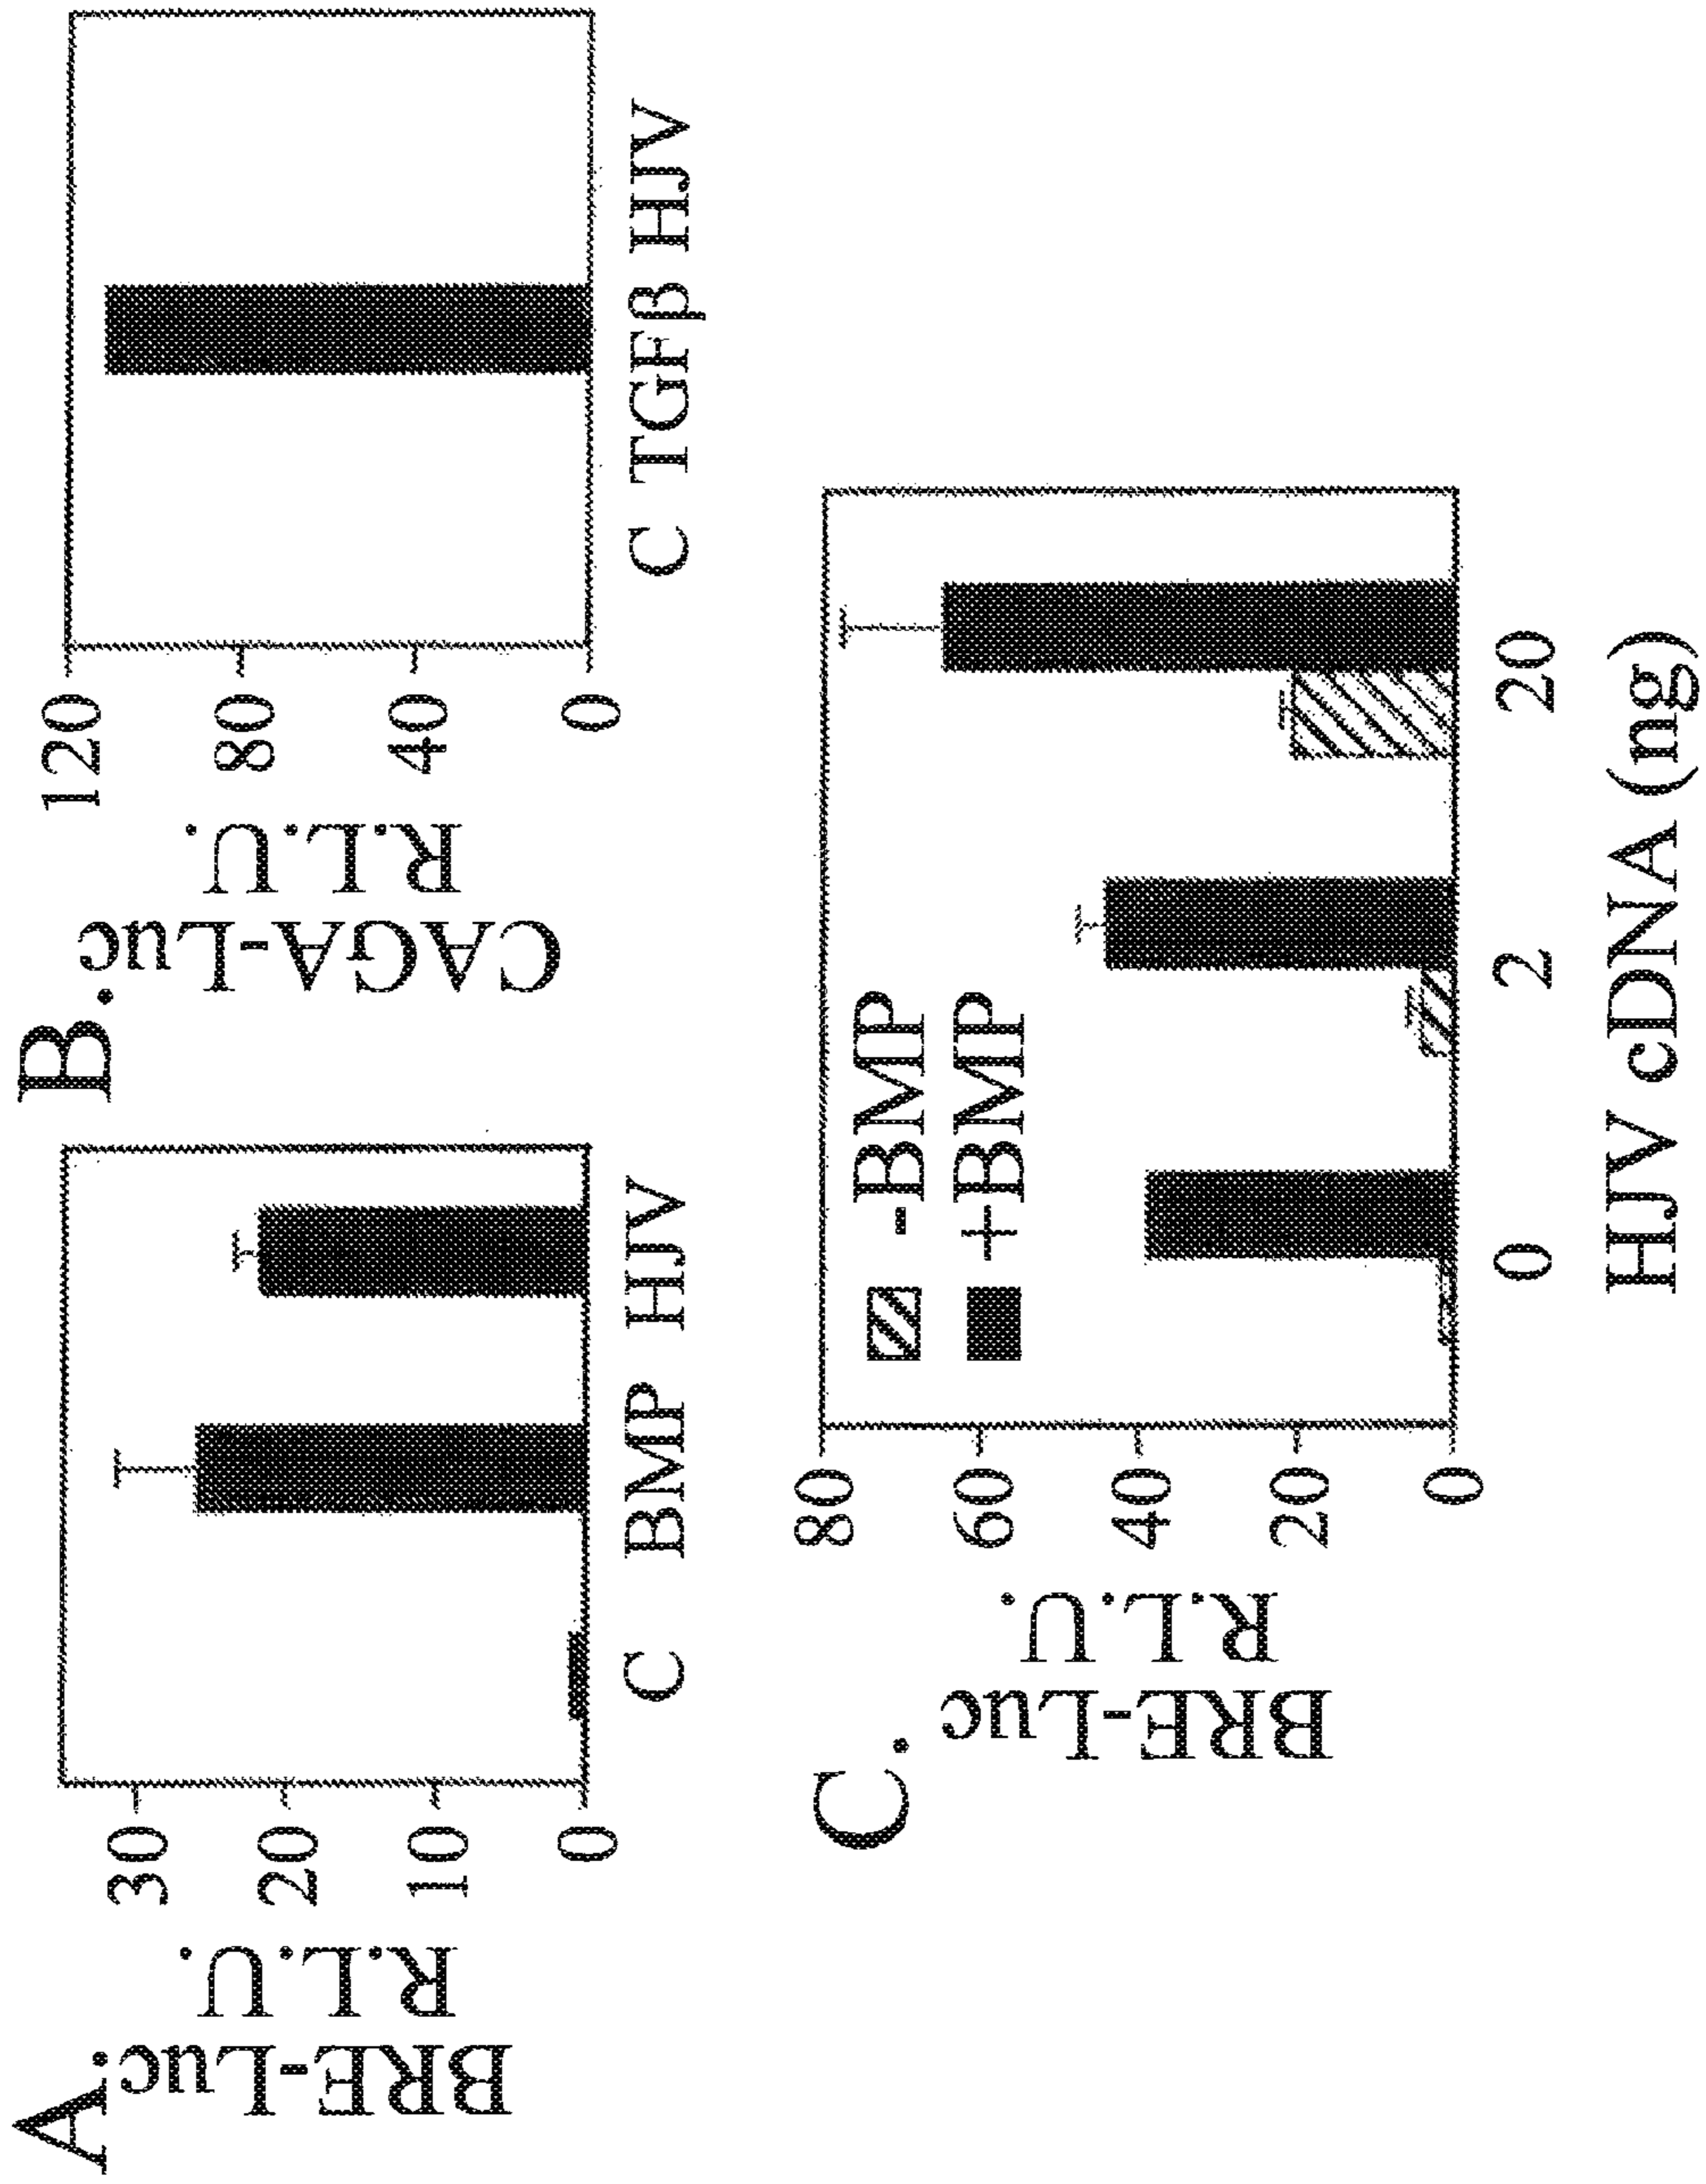 A.
BRE-Luc
R.L.U.
30
20
10
0
C BMP HJV
B.
CAGA-Luc
R.L.U.
120
80
40
0
C TGFβ HJV
C.
BRE-Luc
R.L.U.
80
60
40
20
0
-BMP
+BMP
0 2 20
HJV cDNA (ng)